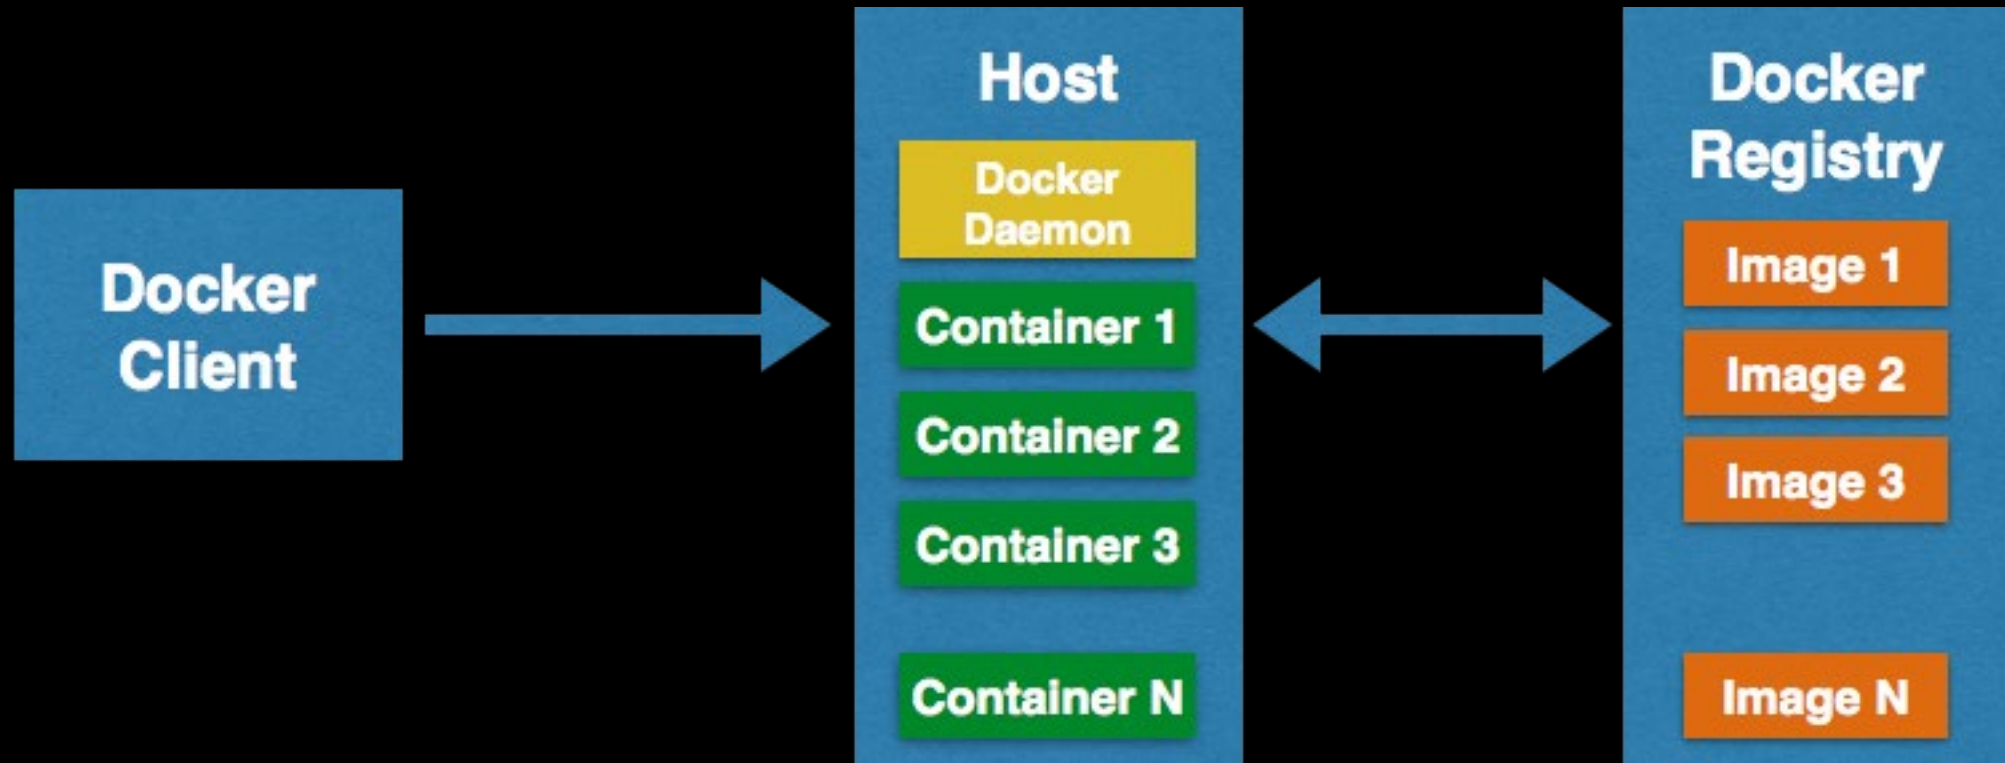 Docker
Client
Host
Docker
Daemon
Container 1
Container 2
Container 3
Container N
Docker
Registry
Image 1
Image 2
Image 3
Image N